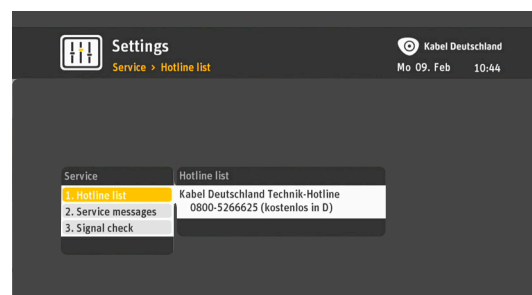 Settings
Service > Hotline list
Kabel Deutschland
Mo 09. Feb 10:44
Service
Hotline list
1. Hotline list
2. Service messages
3. Signal check
Kabel Deutschland Technik-Hotline
0800-5266625 (kostenlos in D)